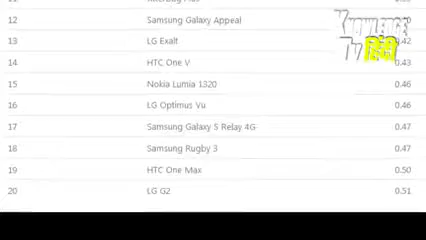 12 Samsung Galaxy Appeal
Knowledge
Tv
13 LG Exalt 0.42
14 HTC One V 0.43
15 Nokia Lumia 1320 0.46
16 LG Optimus Vu 0.46
17 Samsung Galaxy S Relay 4G 0.47
18 Samsung Rugby 3 0.47
19 HTC One Max 0.50
20 LG G2 0.51